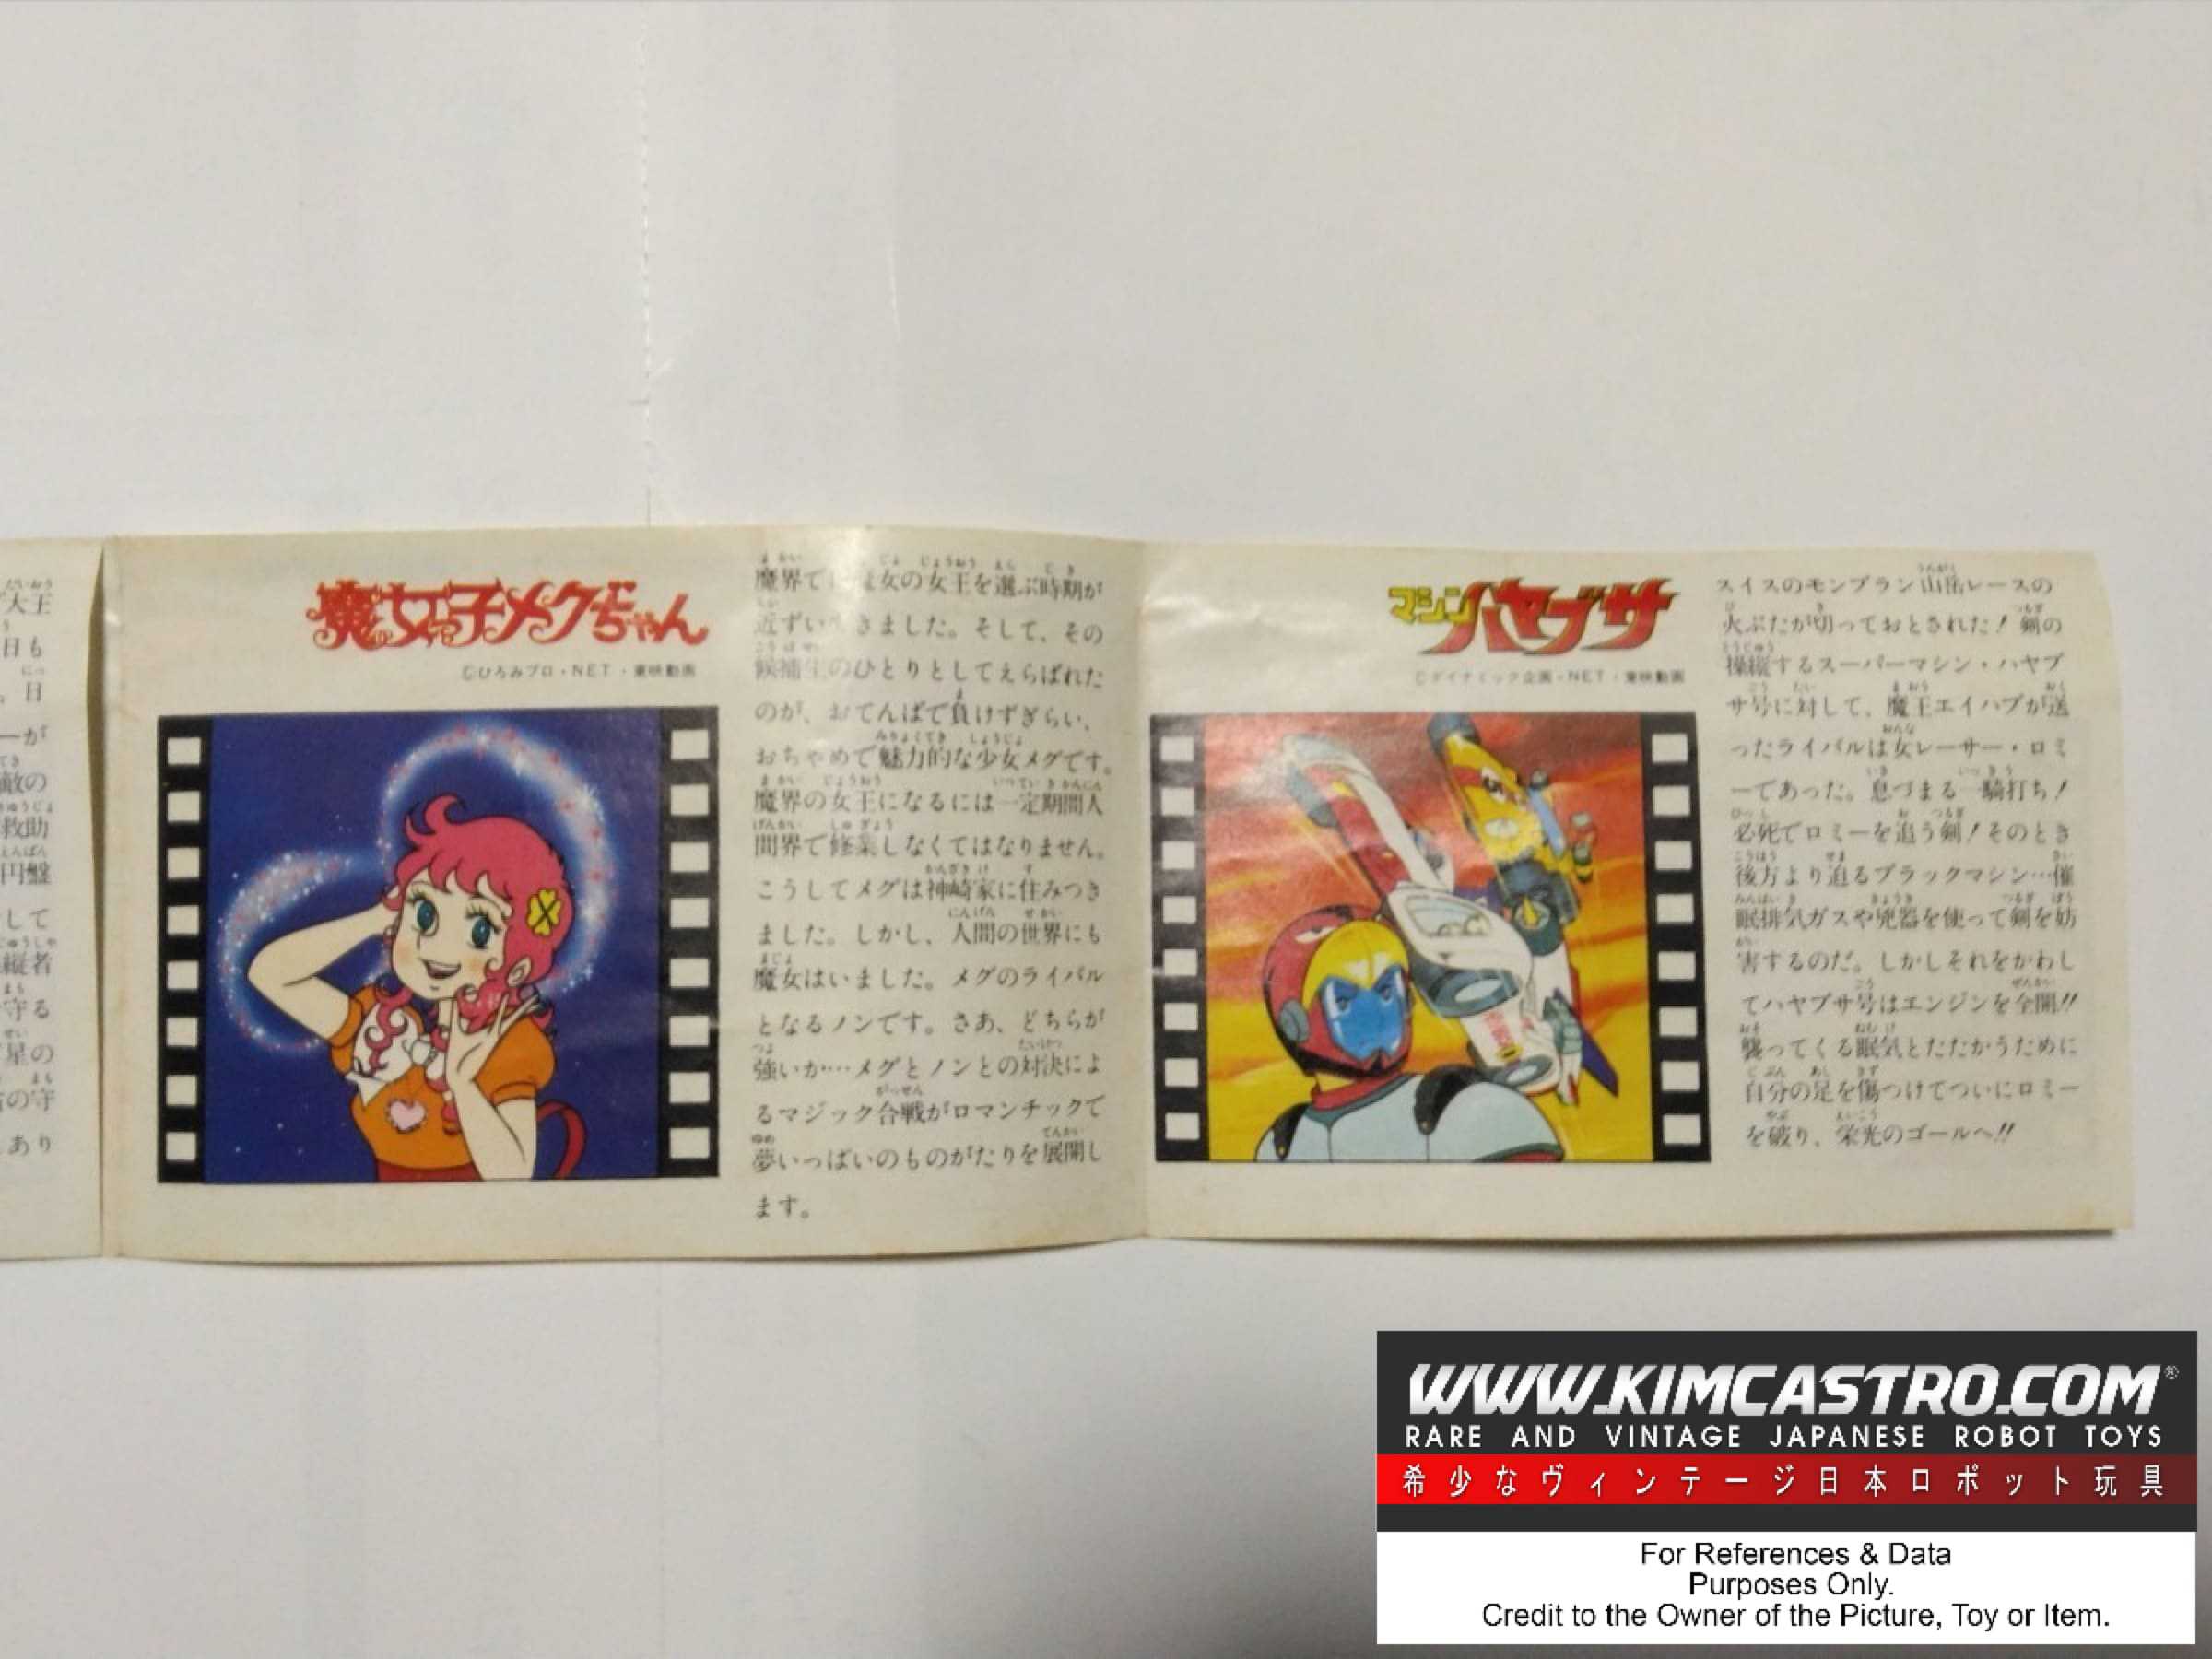 大王
日も
。日
ーが
敵の
救助
円盤
して
縦者
守る
星の
の守
あり
魔女っ子メグちゃん
©ひろみプロ・NET・東映動画
魔界では魔女の女王を選ぶ時期が
近ずいてきました。そして、その
候補生のひとりとしてえらばれた
のが、おてんばで負けずぎらい、
おちゃめで魅力的な少女メグです。
魔界の女王になるには一定期間人
間界で修業しなくてはなりません。
こうしてメグは神崎家に住みつき
ました。しかし、人間の世界にも
魔女はいました。メグのライバル
となるノンです。さあ、どちらが
強いか…メグとノンとの対決によ
るマジック合戦がロマンチックで
夢いっぱいのものがたりを展開し
ます。
マシンハヤブサ
©ダイナミック企画・NET・東映動画
スイスのモンブラン山岳レースの
火ぶたが切っておとされた！剣の
操縦するスーパーマシン・ハヤブ
サ号に対して、魔王エイハブが送
ったライバルは女レーサー・ロミ
ーであった。息づまる一騎打ち！
必死でロミーを追う剣！そのとき
後方より迫るブラックマシン…催
眠排気ガスや兇器を使って剣を妨
害するのだ。しかしそれをかわし
てハヤブサ号はエンジンを全開!!
襲ってくる眠気とたたかうために
自分の足を傷つけてついにロミー
を破り、栄光のゴールへ!!
WWW.KIMCASTRO.COM®
RARE AND VINTAGE JAPANESE ROBOT TOYS
希少なヴィンテージ日本ロボット玩具
For References & Data
Purposes Only.
Credit to the Owner of the Picture, Toy or Item.